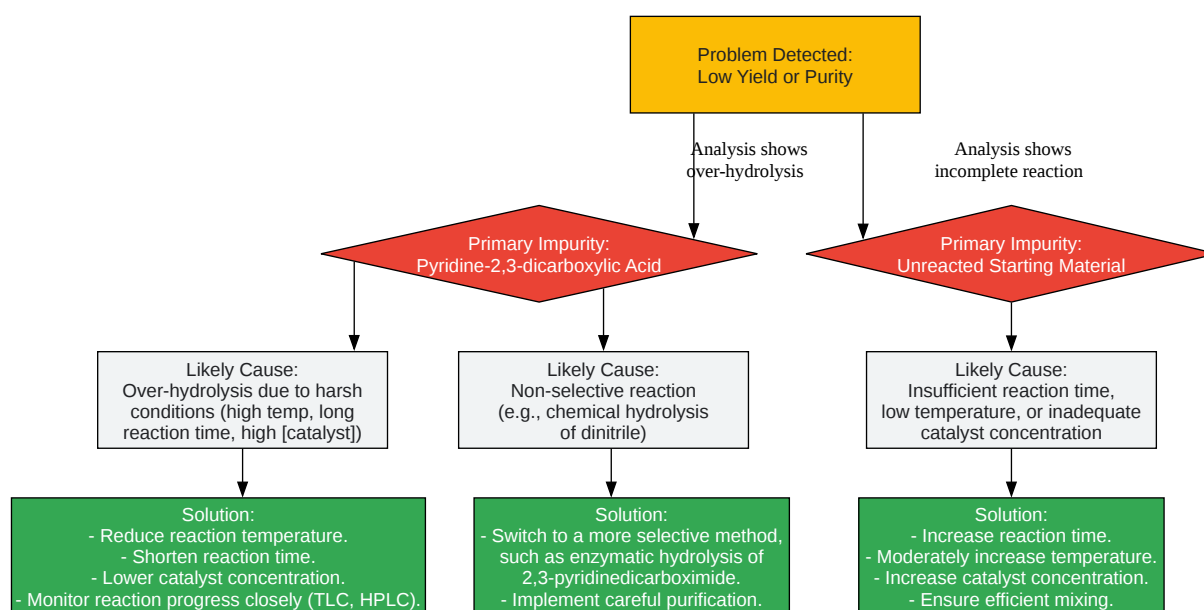 Problem Detected:
Low Yield or Purity
Analysis shows
over-hydrolysis
Analysis shows
incomplete reaction
Primary Impurity:
Pyridine-2,3-dicarboxylic Acid
Primary Impurity:
Unreacted Starting Material
Likely Cause:
Over-hydrolysis due to harsh
conditions (high temp, long
reaction time, high [catalyst])
Likely Cause:
Non-selective reaction
(e.g., chemical hydrolysis
of dinitrile)
Likely Cause:
Insufficient reaction time,
low temperature, or inadequate
catalyst concentration
Solution:
- Reduce reaction temperature.
- Shorten reaction time.
- Lower catalyst concentration.
- Monitor reaction progress closely (TLC, HPLC).
Solution:
- Switch to a more selective method,
such as enzymatic hydrolysis of
2,3-pyridinedicarboximide.
- Implement careful purification.
Solution:
- Increase reaction time.
- Moderately increase temperature.
- Increase catalyst concentration.
- Ensure efficient mixing.